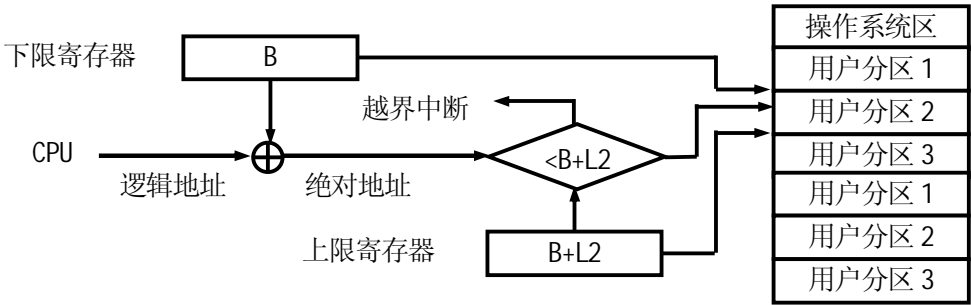 操作系统区
下限寄存器
B
用户分区 1
越界中断
用户分区 2
CPU
<B+L2
用户分区 3
逻辑地址
绝对地址
用户分区 1
上限寄存器
B+L2
用户分区 2
用户分区 3